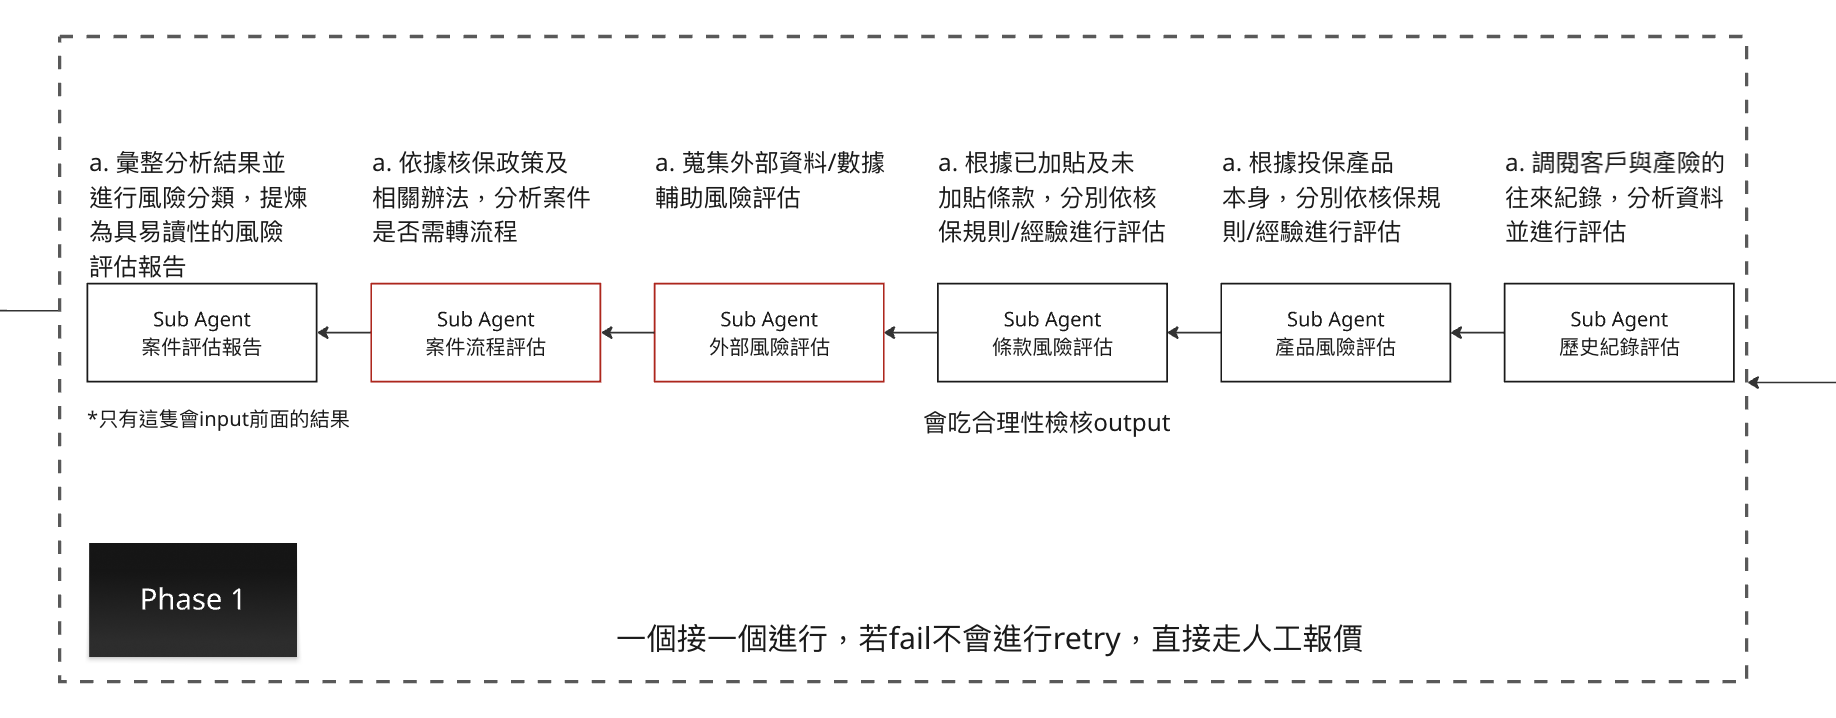 a. 彙整分析結果並
進行風險分類，提煉
為具易讀性的風險
評估報告
a. 依據核保政策及
相關辦法，分析案件
是否需轉流程
a. 蒐集外部資料/數據
輔助風險評估
a. 根據已加貼及未
加貼條款，分別依核
保規則/經驗進行評估
a. 根據投保產品
本身，分別依核保規
則/經驗進行評估
a. 調閱客戶與產險的
往來紀錄，分析資料
並進行評估
Sub Agent
案件評估報告
Sub Agent
案件流程評估
Sub Agent
外部風險評估
Sub Agent
條款風險評估
Sub Agent
產品風險評估
Sub Agent
歷史紀錄評估
*只有這隻會input前面的結果
會吃合理性檢核output
Phase 1
一個接一個進行，若fail不會進行retry，直接走人工報價